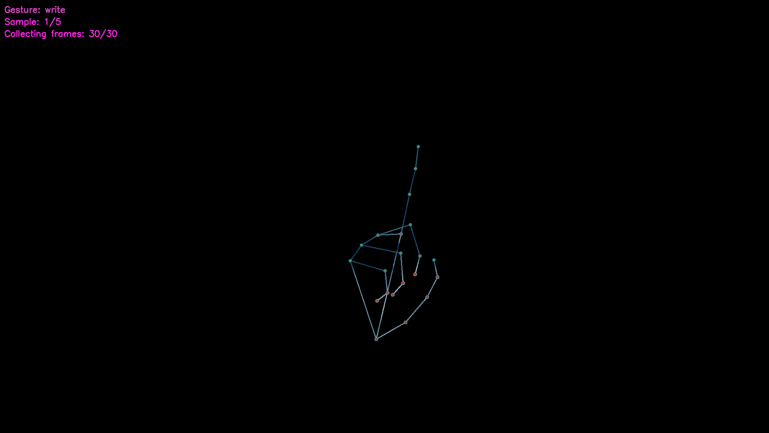 Gesture: write
Sample: 1/5
Collecting frames: 30/30